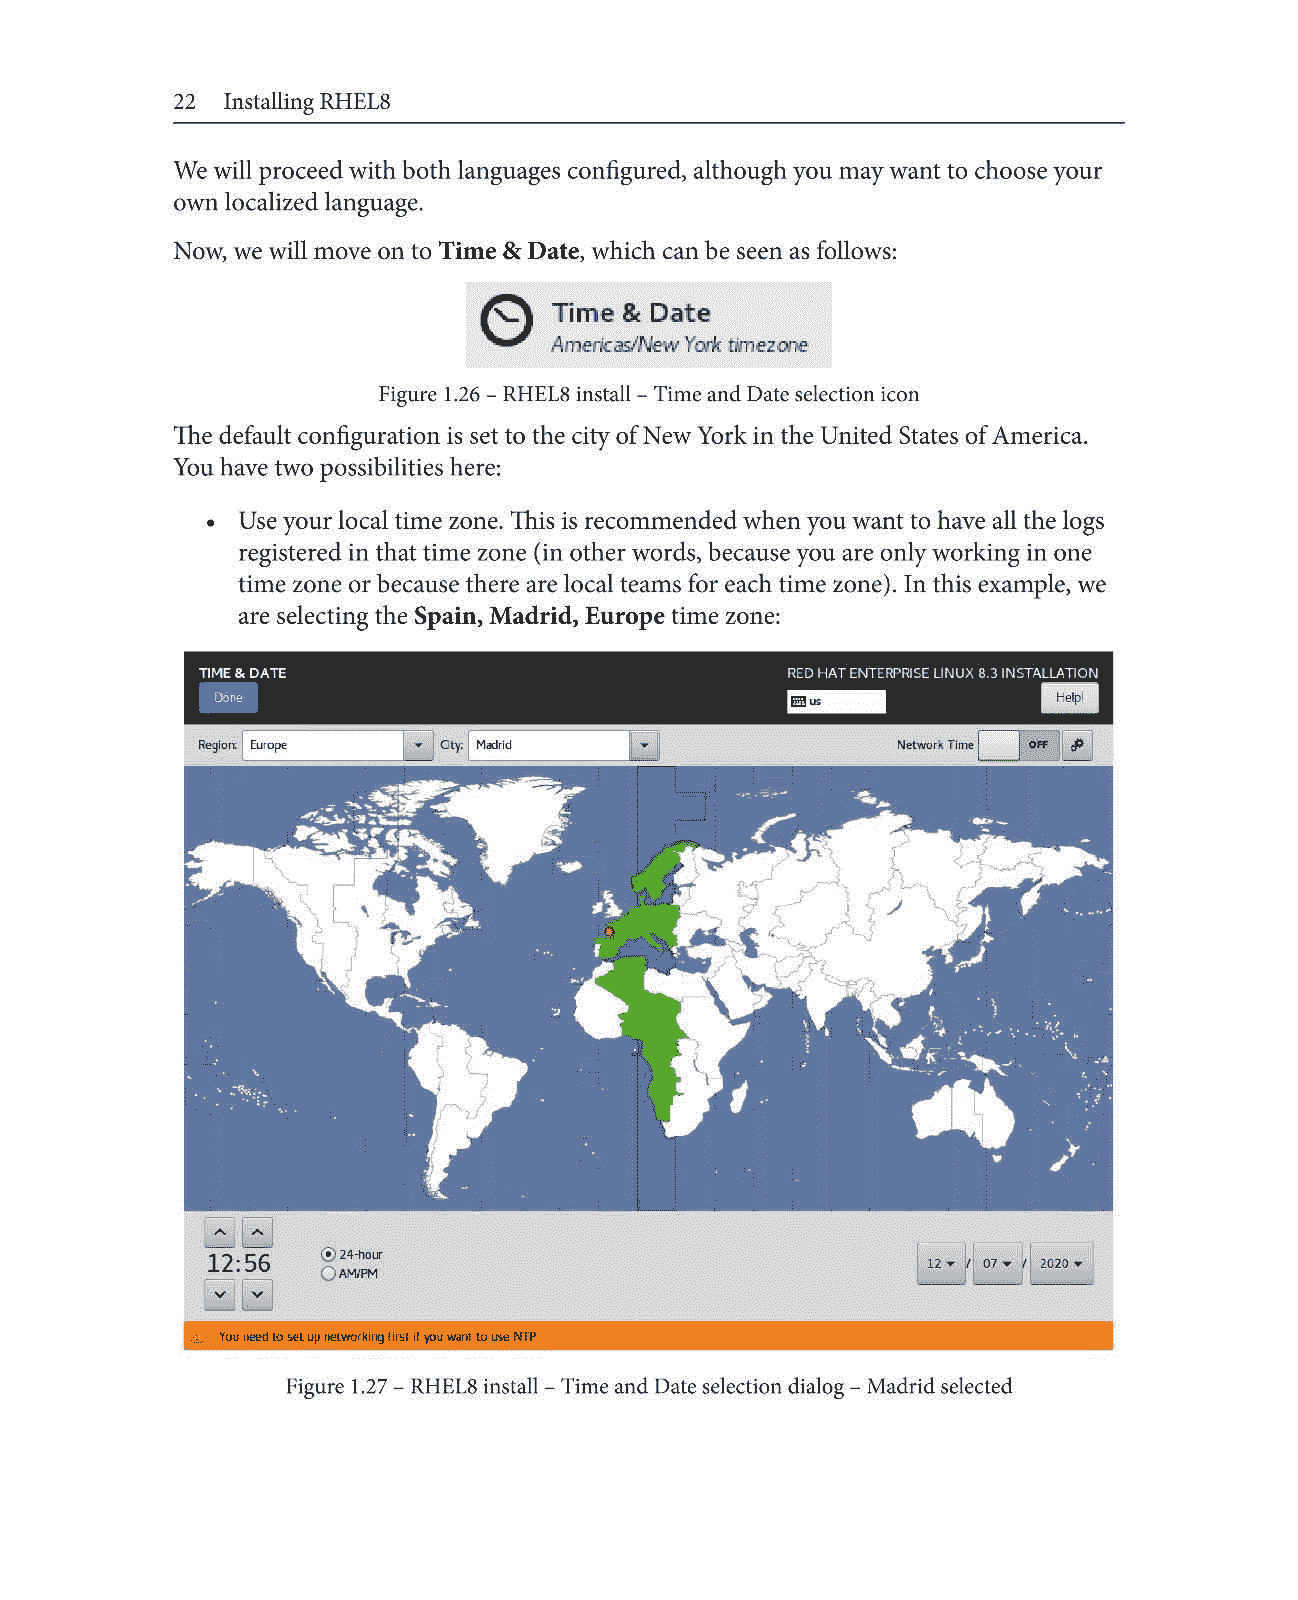 22 Installing RHEL8
We will proceed with both languages configured, although you may want to choose your
own localized language.
Now, we will move on to Time & Date, which can be seen as follows:
Time & Date
Americas/New York timezone
Figure 1.26 – RHEL8 install – Time and Date selection icon
The default configuration is set to the city of New York in the United States of America.
You have two possibilities here:
• Use your local time zone. This is recommended when you want to have all the logs
registered in that time zone (in other words, because you are only working in one
time zone or because there are local teams for each time zone). In this example, we
are selecting the Spain, Madrid, Europe time zone:
TIME & DATE
RED HAT ENTERPRISE LINUX 8.3 INSTALLATION
Done
us
Help!
Region: Europe City: Madrid Network Time OFF
12:56
24-hour
AM/PM
12 / 07 / 2020
You need to set up networking first if you want to use NTP
Figure 1.27 – RHEL8 install – Time and Date selection dialog – Madrid selected